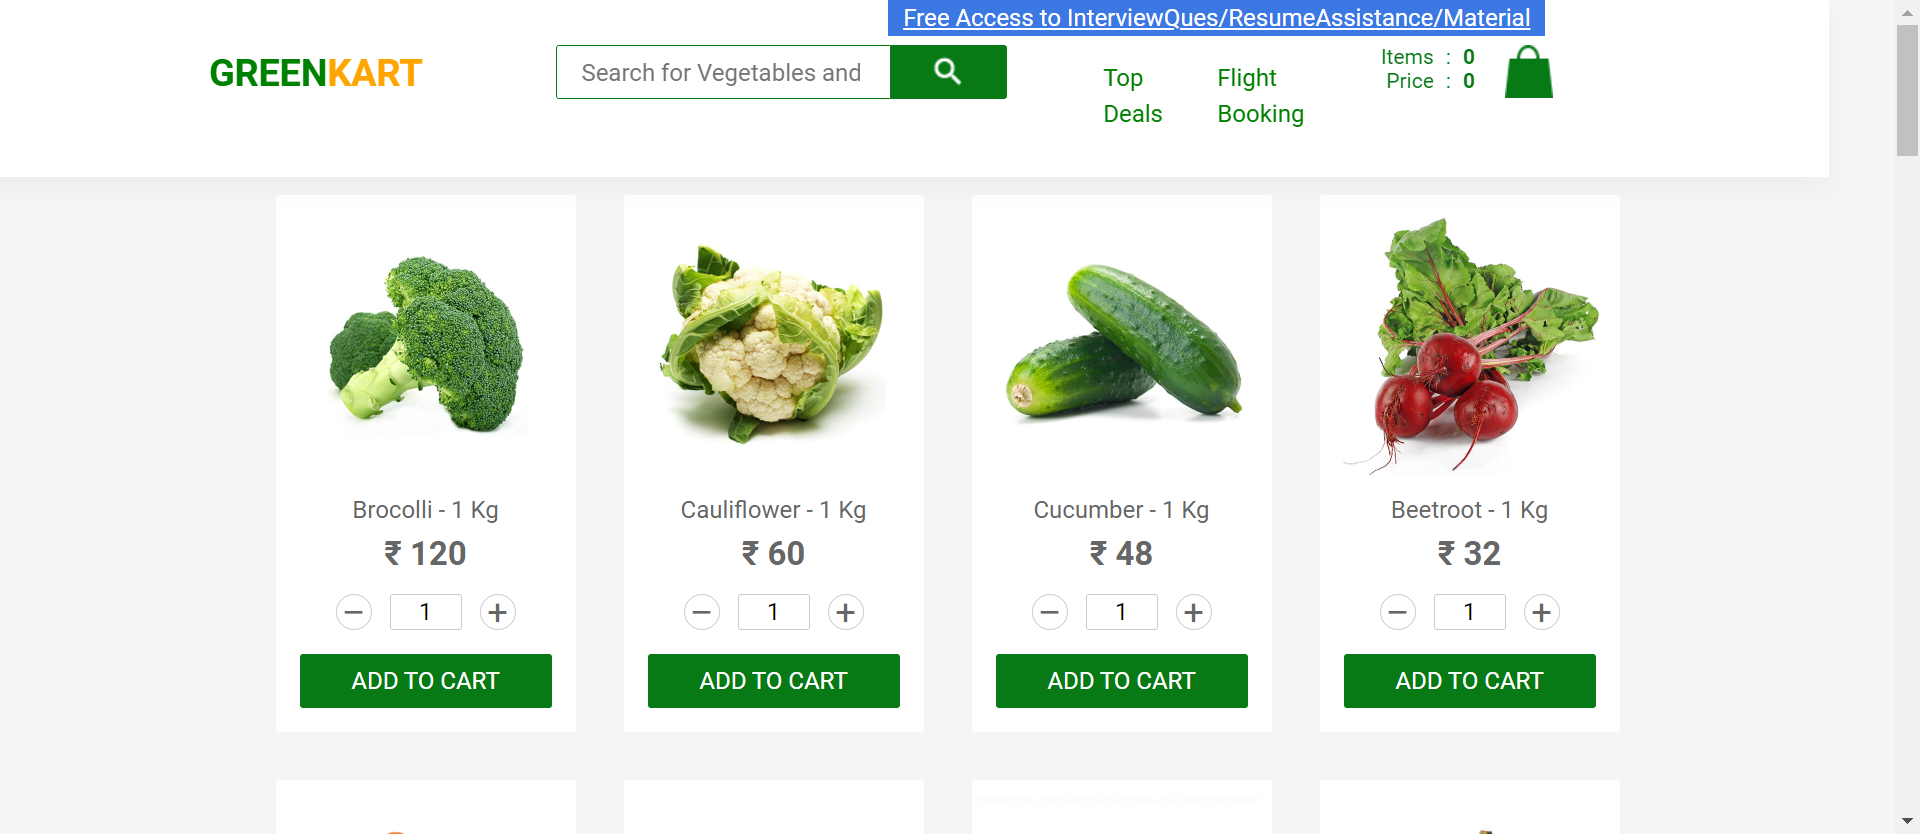 Free Access to InterviewQues/ResumeAssistance/Material
GREENKART
Search for Vegetables and
Top
Deals
Flight
Booking
Items : 0
Price : 0
Brocolli - 1 Kg
₹ 120
− 1 +
ADD TO CART
Cauliflower - 1 Kg
₹ 60
− 1 +
ADD TO CART
Cucumber - 1 Kg
₹ 48
− 1 +
ADD TO CART
Beetroot - 1 Kg
₹ 32
− 1 +
ADD TO CART